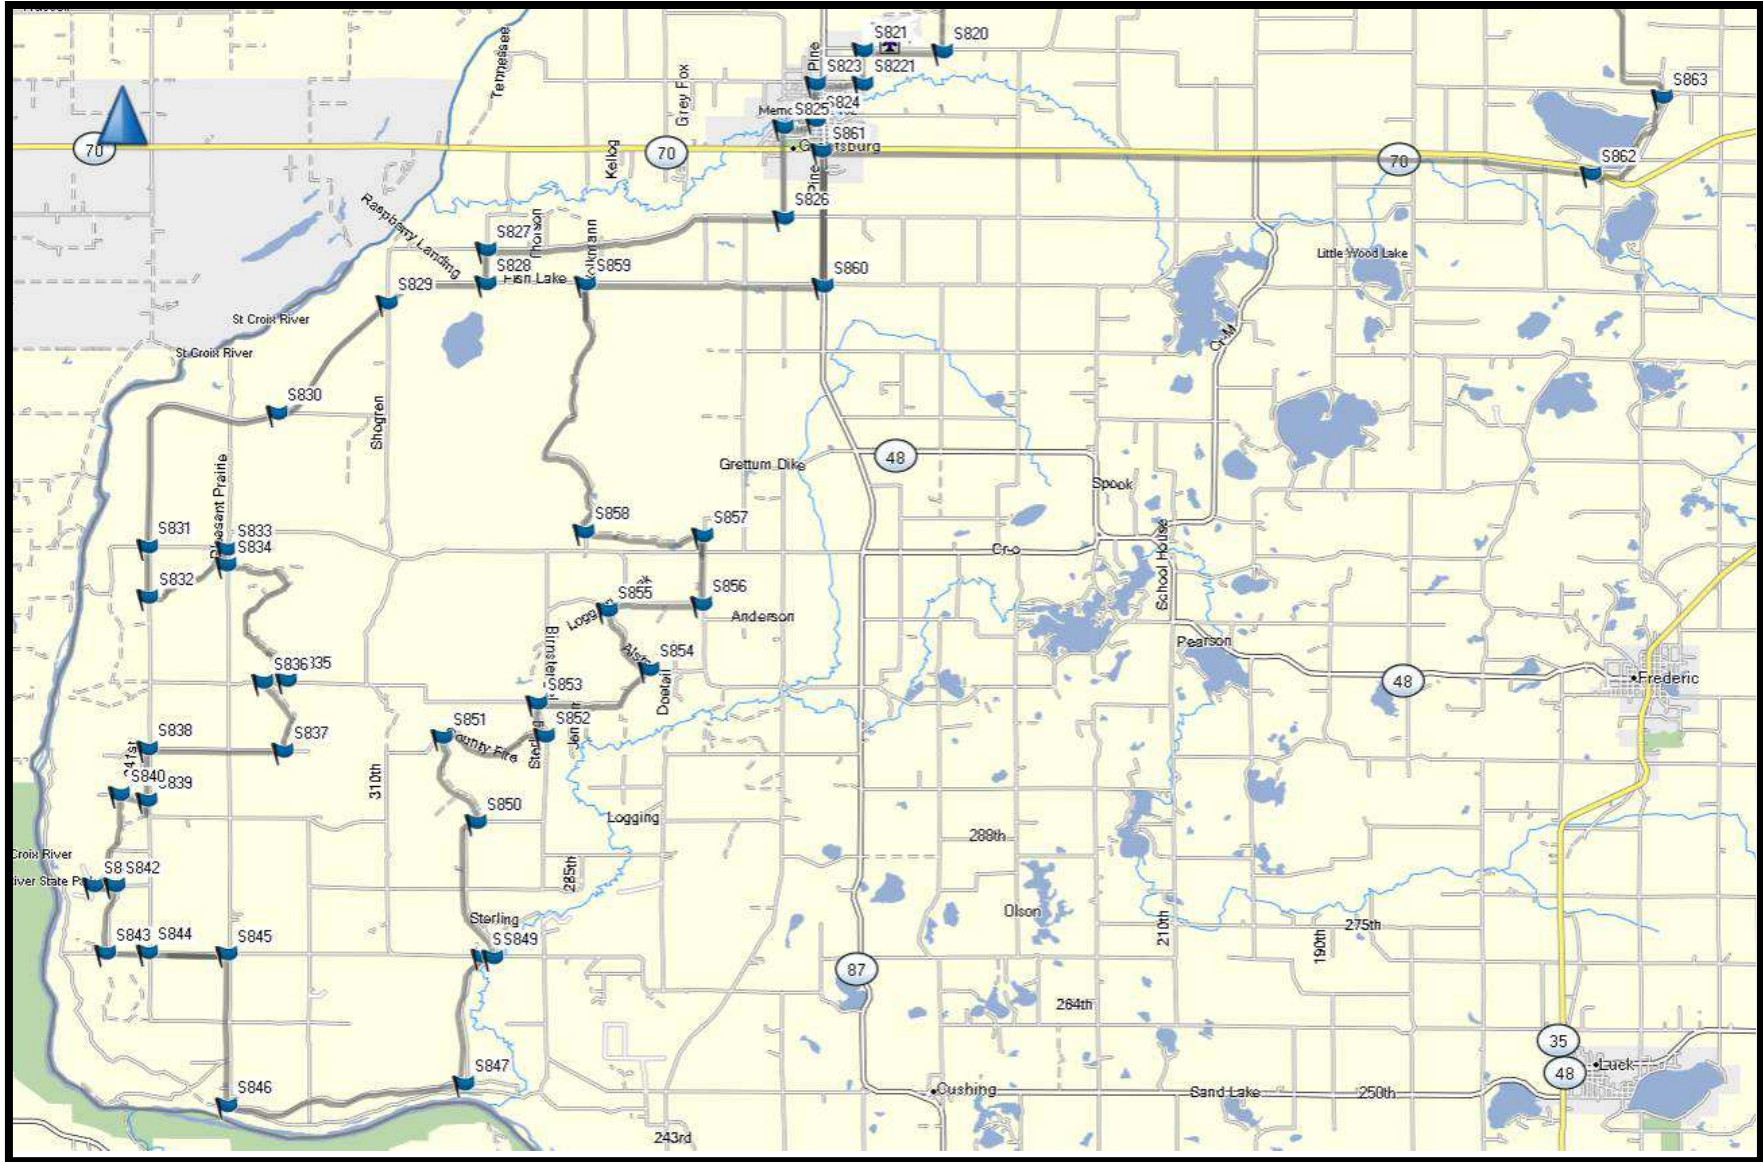 S821
S820
Pine
S823
S8221
S863
Tennessee
Grey Fox
S824
S825
S861
70
70
70
S862
Kellog
Pine
S826
Raspberry Landing
S827
S828
Fish Lake
S859
S860
S829
Little Wood Lake
St Croix River
St Croix River
Cr-M
S830
Shogren
Grettum Dike
48
Spook
S831
S833
S834
S858
S857
Cr-o
School House
S832
S855
S856
Anderson
S836
S854
Pearson
48
Frederic
S853
S852
S851
County Fire
S838
S837
310th
S840
S850
Logging
288th
Croix River
S842
285th
Olson
Sterling
210th
190th
275th
S843
S844
S845
S849
87
264th
S847
S846
35
48
Luck
Cushing
Sand Lake
250th
243rd